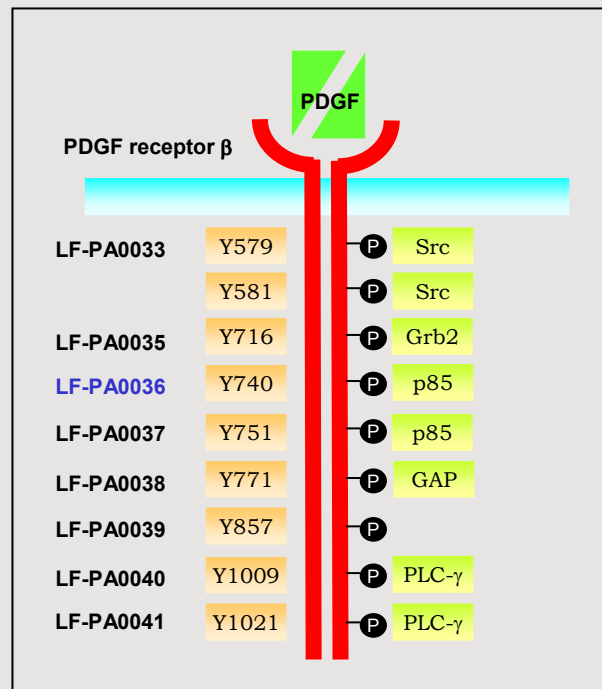 PDGF
PDGF receptor β
LF-PA0033 Y579 P Src
Y581 P Src
LF-PA0035 Y716 P Grb2
LF-PA0036 Y740 P p85
LF-PA0037 Y751 P p85
LF-PA0038 Y771 P GAP
LF-PA0039 Y857 P
LF-PA0040 Y1009 P PLC-γ
LF-PA0041 Y1021 P PLC-γ